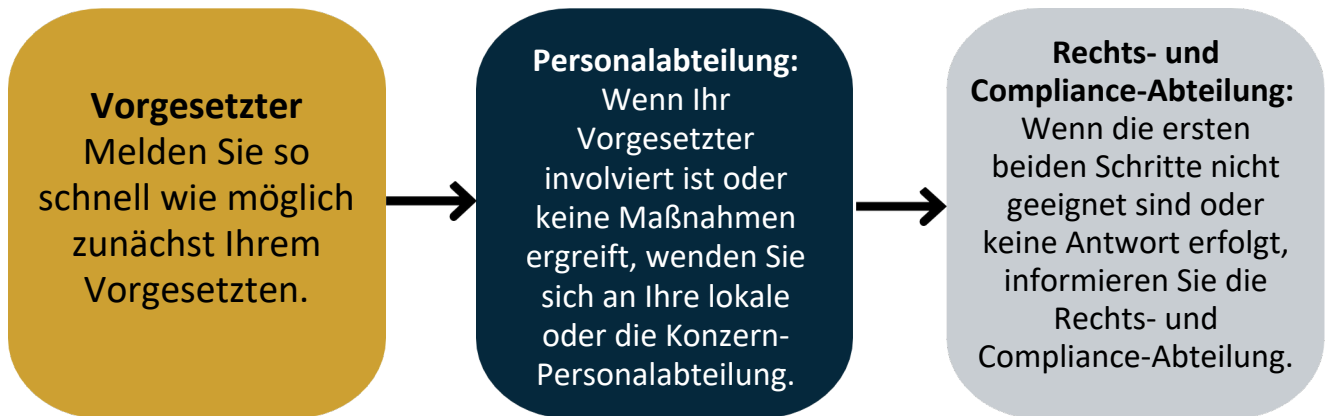 Vorgesetzter
Melden Sie so
schnell wie möglich
zunächst Ihrem
Vorgesetzten.
Personalabteilung:
Wenn Ihr
Vorgesetzter
involviert ist oder
keine Maßnahmen
ergreift, wenden Sie
sich an Ihre lokale
oder die Konzern-
Personalabteilung.
Rechts- und
Compliance-Abteilung:
Wenn die ersten
beiden Schritte nicht
geeignet sind oder
keine Antwort erfolgt,
informieren Sie die
Rechts- und
Compliance-Abteilung.